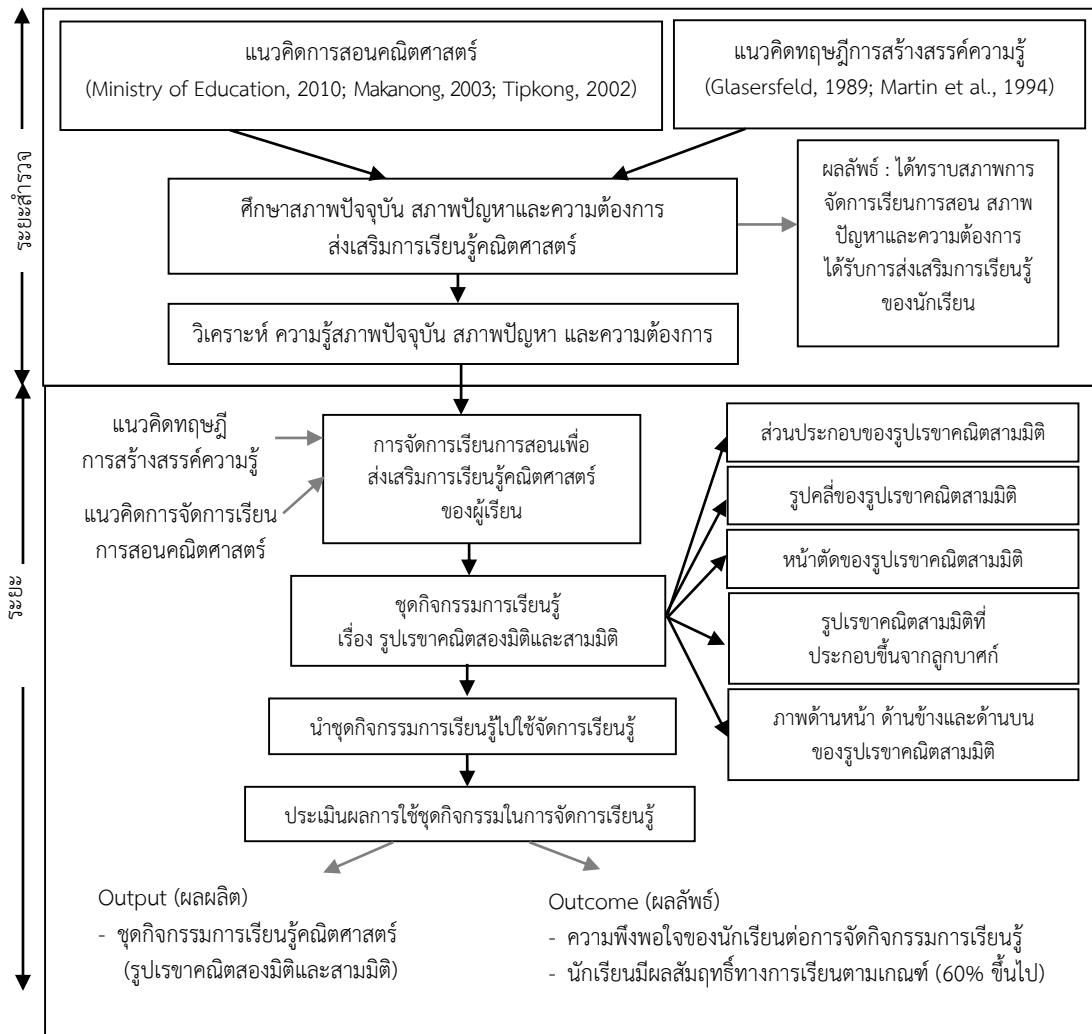 แนวคิดการสอนคณิตศาสตร์
(Ministry of Education, 2010; Makanong, 2003; Tipkong, 2002)
แนวคิดทฤษฎีการสร้างสรรค์ความรู้
(Glasersfeld, 1989; Martin et al., 1994)
ระยะสำรวจ
ศึกษาสภาพปัจจุบัน สภาพปัญหาและความต้องการ
ส่งเสริมการเรียนรู้คณิตศาสตร์
ผลลัพธ์ : ได้ทราบสภาพการ
จัดการเรียนการสอน สภาพ
ปัญหาและความต้องการ
ได้รับการส่งเสริมการเรียนรู้
ของนักเรียน
วิเคราะห์ ความรู้สภาพปัจจุบัน สภาพปัญหา และความต้องการ
ระยะ
แนวคิดทฤษฎี
การสร้างสรรค์ความรู้
แนวคิดการจัดการเรียน
การสอนคณิตศาสตร์
การจัดการเรียนการสอนเพื่อ
ส่งเสริมการเรียนรู้คณิตศาสตร์
ของผู้เรียน
ชุดกิจกรรมการเรียนรู้
เรื่อง รูปเรขาคณิตสองมิติและสามมิติ
ส่วนประกอบของรูปเรขาคณิตสามมิติ
รูปคลี่ของรูปเรขาคณิตสามมิติ
หน้าตัดของรูปเรขาคณิตสามมิติ
รูปเรขาคณิตสามมิติที่
ประกอบขึ้นจากลูกบาศก์
ภาพด้านหน้า ด้านข้างและด้านบน
ของรูปเรขาคณิตสามมิติ
นำชุดกิจกรรมการเรียนรู้ไปใช้จัดการเรียนรู้
ประเมินผลการใช้ชุดกิจกรรมในการจัดการเรียนรู้
Output (ผลผลิต)
- ชุดกิจกรรมการเรียนรู้คณิตศาสตร์
(รูปเรขาคณิตสองมิติและสามมิติ)
Outcome (ผลลัพธ์)
- ความพึงพอใจของนักเรียนต่อการจัดกิจกรรมการเรียนรู้
- นักเรียนมีผลสัมฤทธิ์ทางการเรียนตามเกณฑ์ (60% ขึ้นไป)